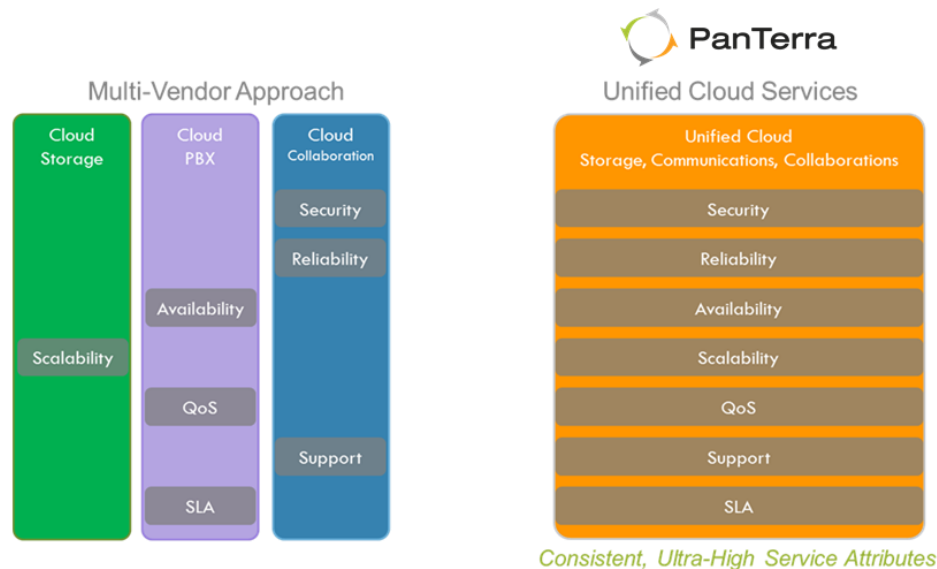 PanTerra
Multi-Vendor Approach
Unified Cloud Services
Cloud
Storage
Cloud
PBX
Cloud
Collaboration
Security
Reliability
Availability
Scalability
QoS
Support
SLA
Unified Cloud
Storage, Communications, Collaborations
Security
Reliability
Availability
Scalability
QoS
Support
SLA
Consistent, Ultra-High Service Attributes